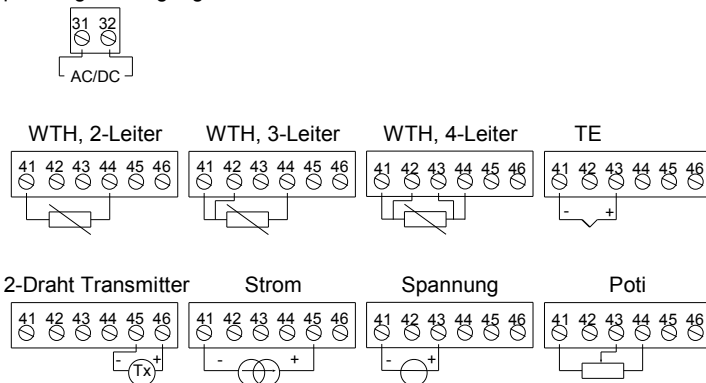 31 32
AC/DC
WTH, 2-Leiter WTH, 3-Leiter WTH, 4-Leiter TE
41 42 43 44 45 46 41 42 43 44 45 46 41 42 43 44 45 46 41 42 43 44 45 46
- +
2-Draht Transmitter Strom Spannung Poti
41 42 43 44 45 46 41 42 43 44 45 46 41 42 43 44 45 46 41 42 43 44 45 46
- + - + - +
Tx